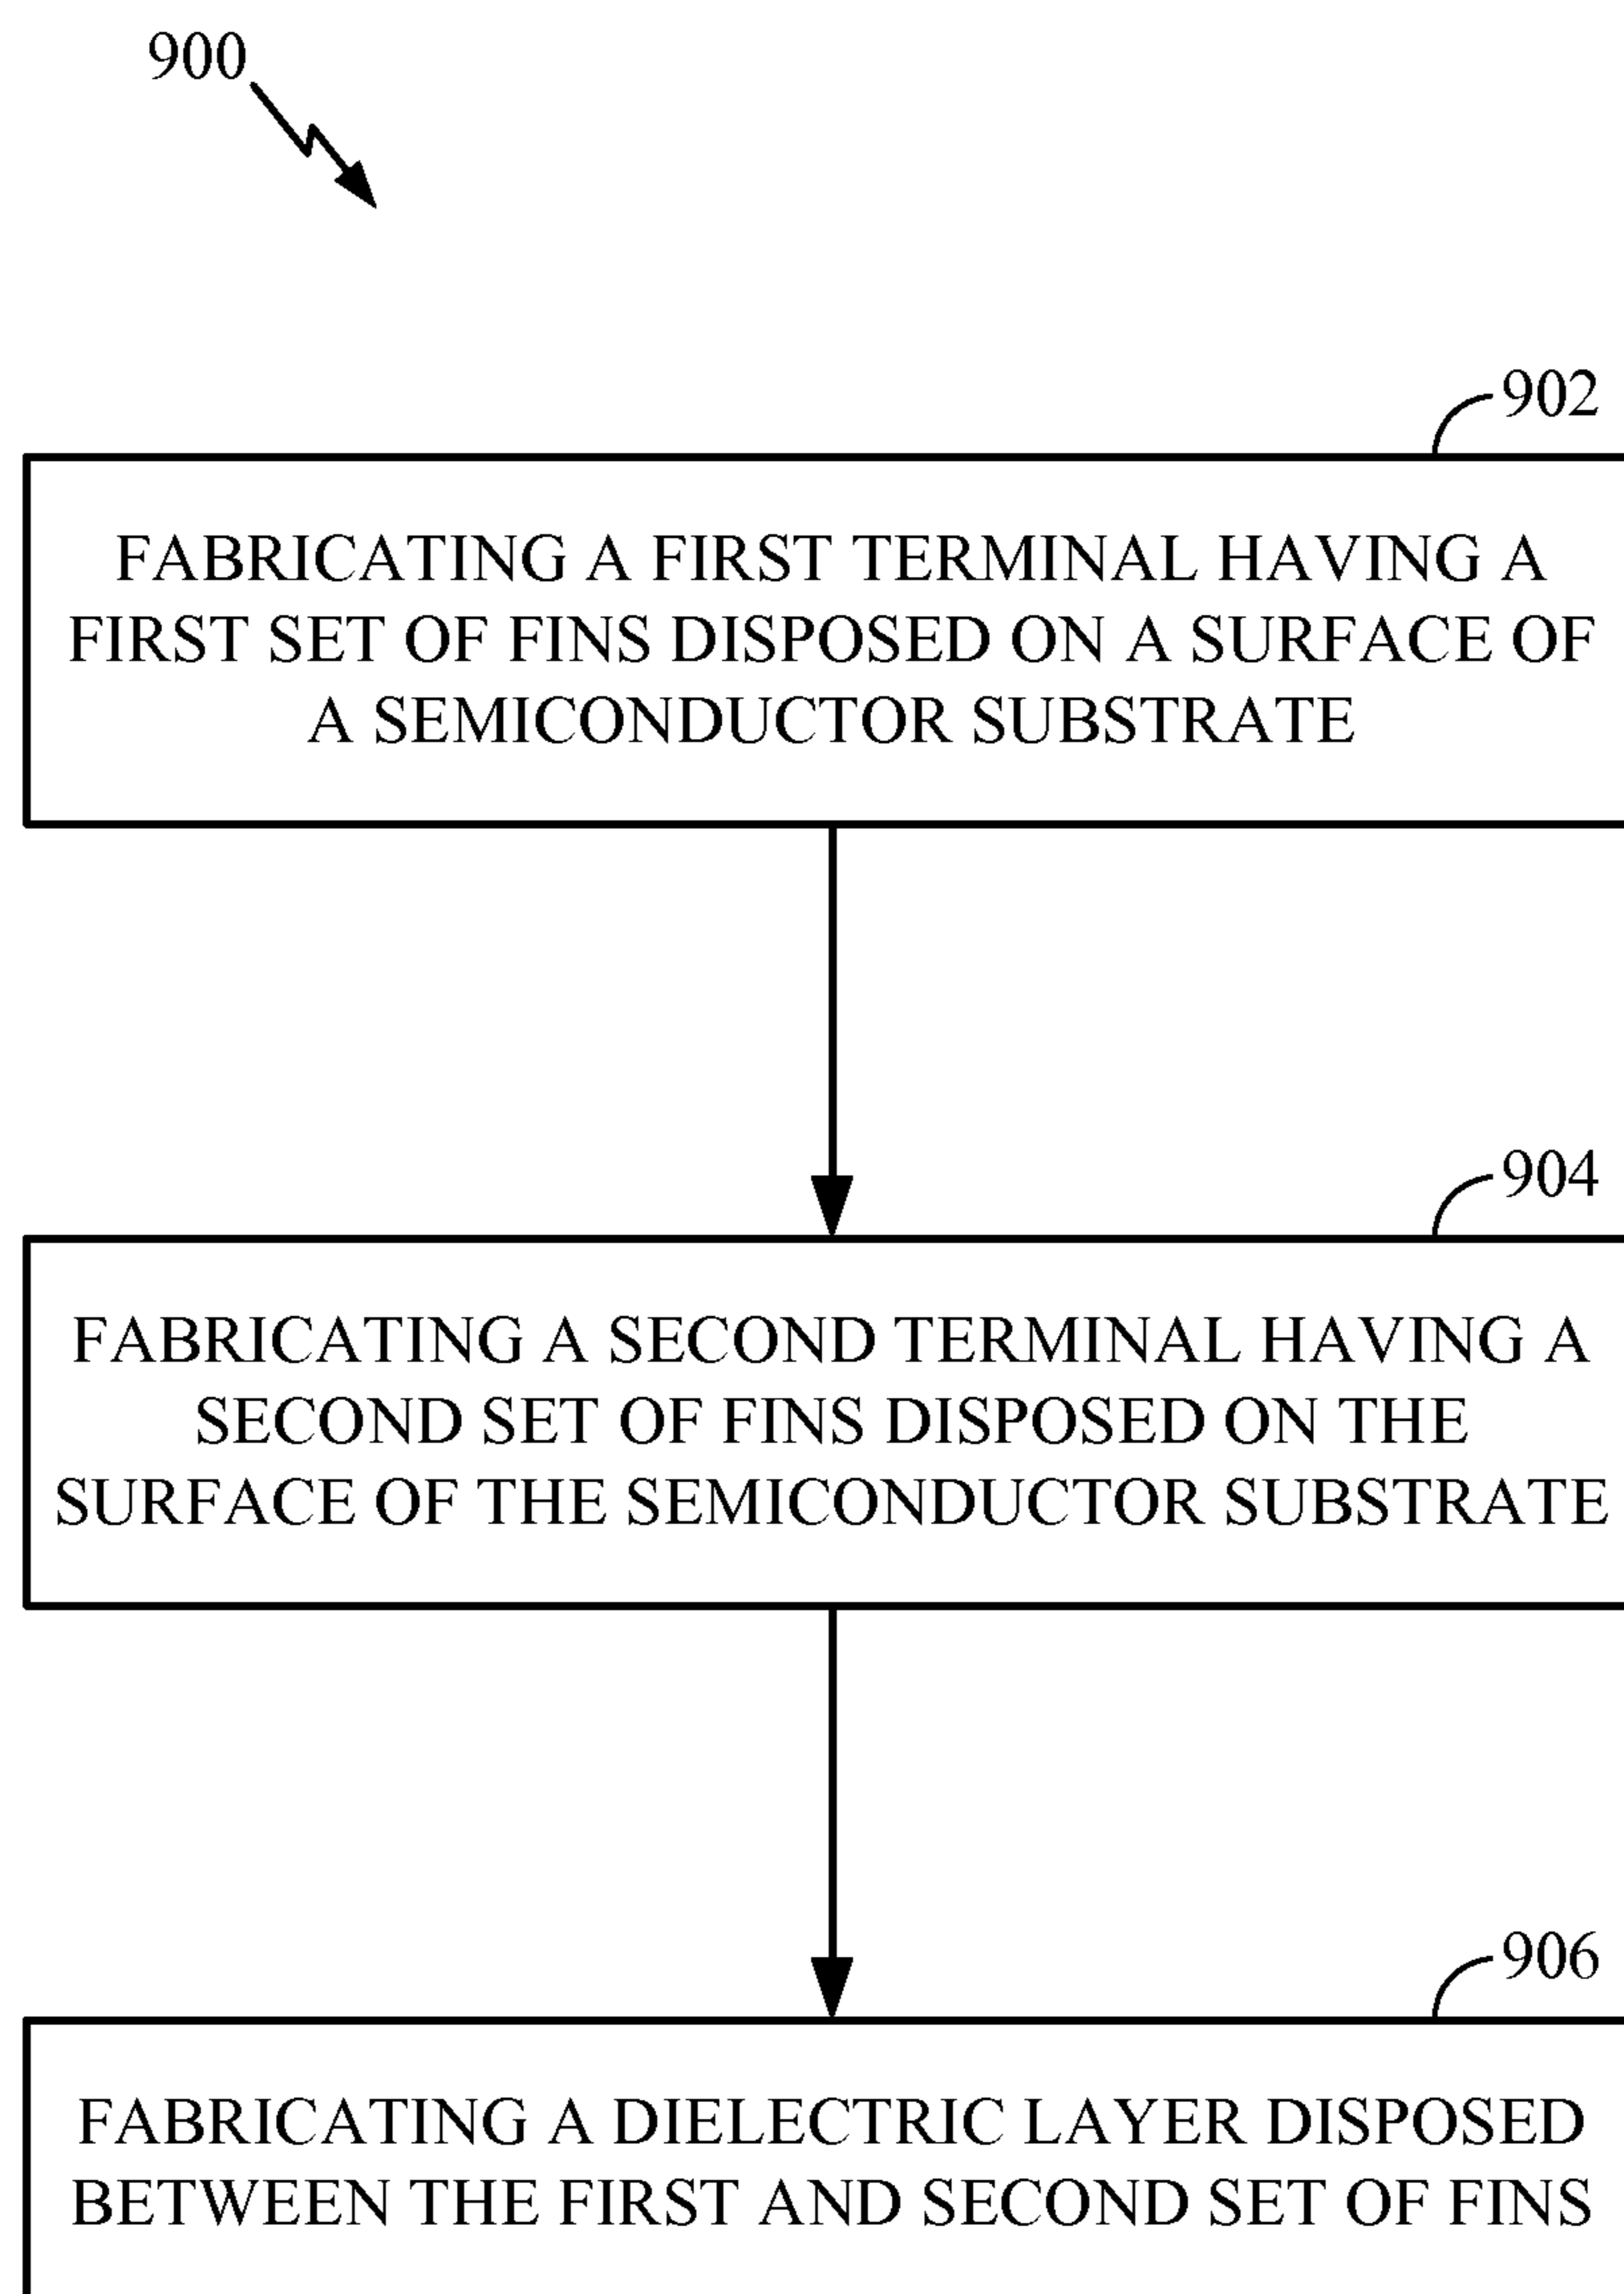 900
902
FABRICATING A FIRST TERMINAL HAVING A
FIRST SET OF FINS DISPOSED ON A SURFACE OF
A SEMICONDUCTOR SUBSTRATE
904
FABRICATING A SECOND TERMINAL HAVING A
SECOND SET OF FINS DISPOSED ON THE
SURFACE OF THE SEMICONDUCTOR SUBSTRATE
906
FABRICATING A DIELECTRIC LAYER DISPOSED
BETWEEN THE FIRST AND SECOND SET OF FINS